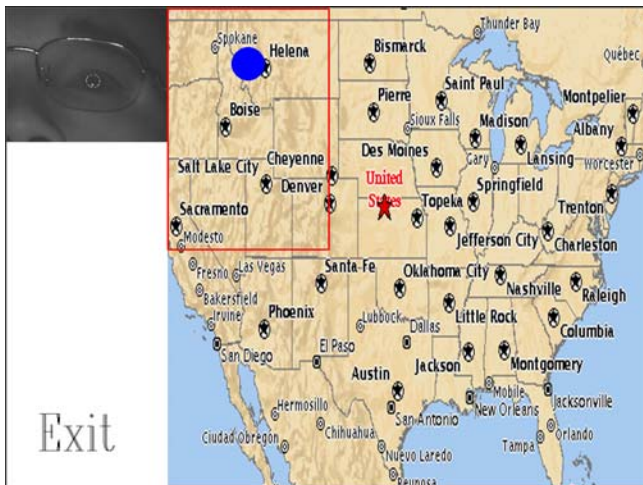 Thunder Bay
Spokane
Helena
Bismarck
Québec
Saint Paul
Montpelier
Pierre
Boise
Sioux Falls
Madison
Albany
Des Moines
Gary
Lansing
Worcester
Salt Lake City
Cheyenne
United
States
Springfield
Denver
Topeka
Trenton
Sacramento
Jefferson City
Charleston
Modesto
Fresno
Las Vegas
Santa Fe
Oklahoma City
Nashville
Raleigh
Bakersfield
Irvine
Phoenix
Lubbock
Little Rock
Columbia
Dallas
San Diego
El Paso
Jackson
Montgomery
Austin
Mobile
Jacksonville
New Orleans
Hermosillo
San Antonio
Exit
Ciudad Obregon
Chihuahua
Orlando
Tampa
Nuevo Laredo
Reynosa